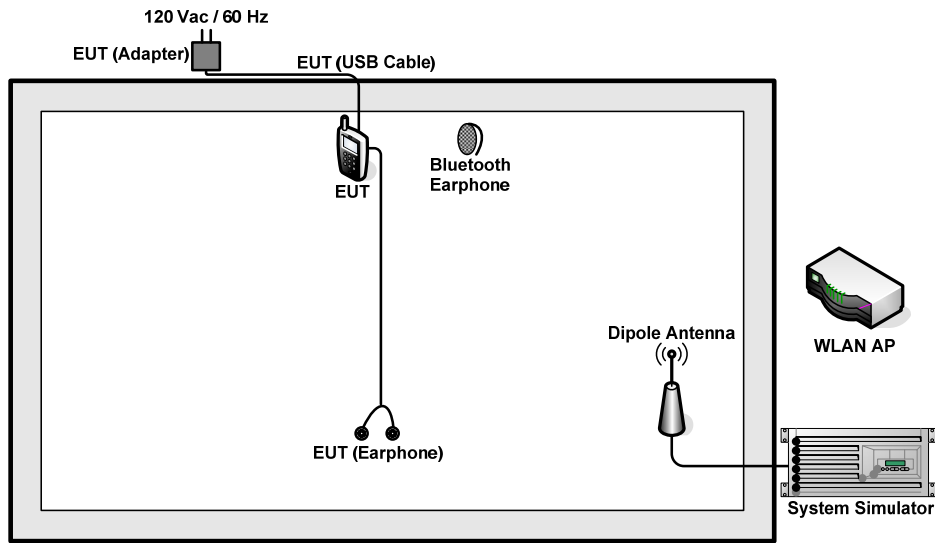 120 Vac / 60 Hz
EUT (Adapter)
EUT (USB Cable)
EUT
Bluetooth
Earphone
Dipole Antenna
WLAN AP
EUT (Earphone)
System Simulator